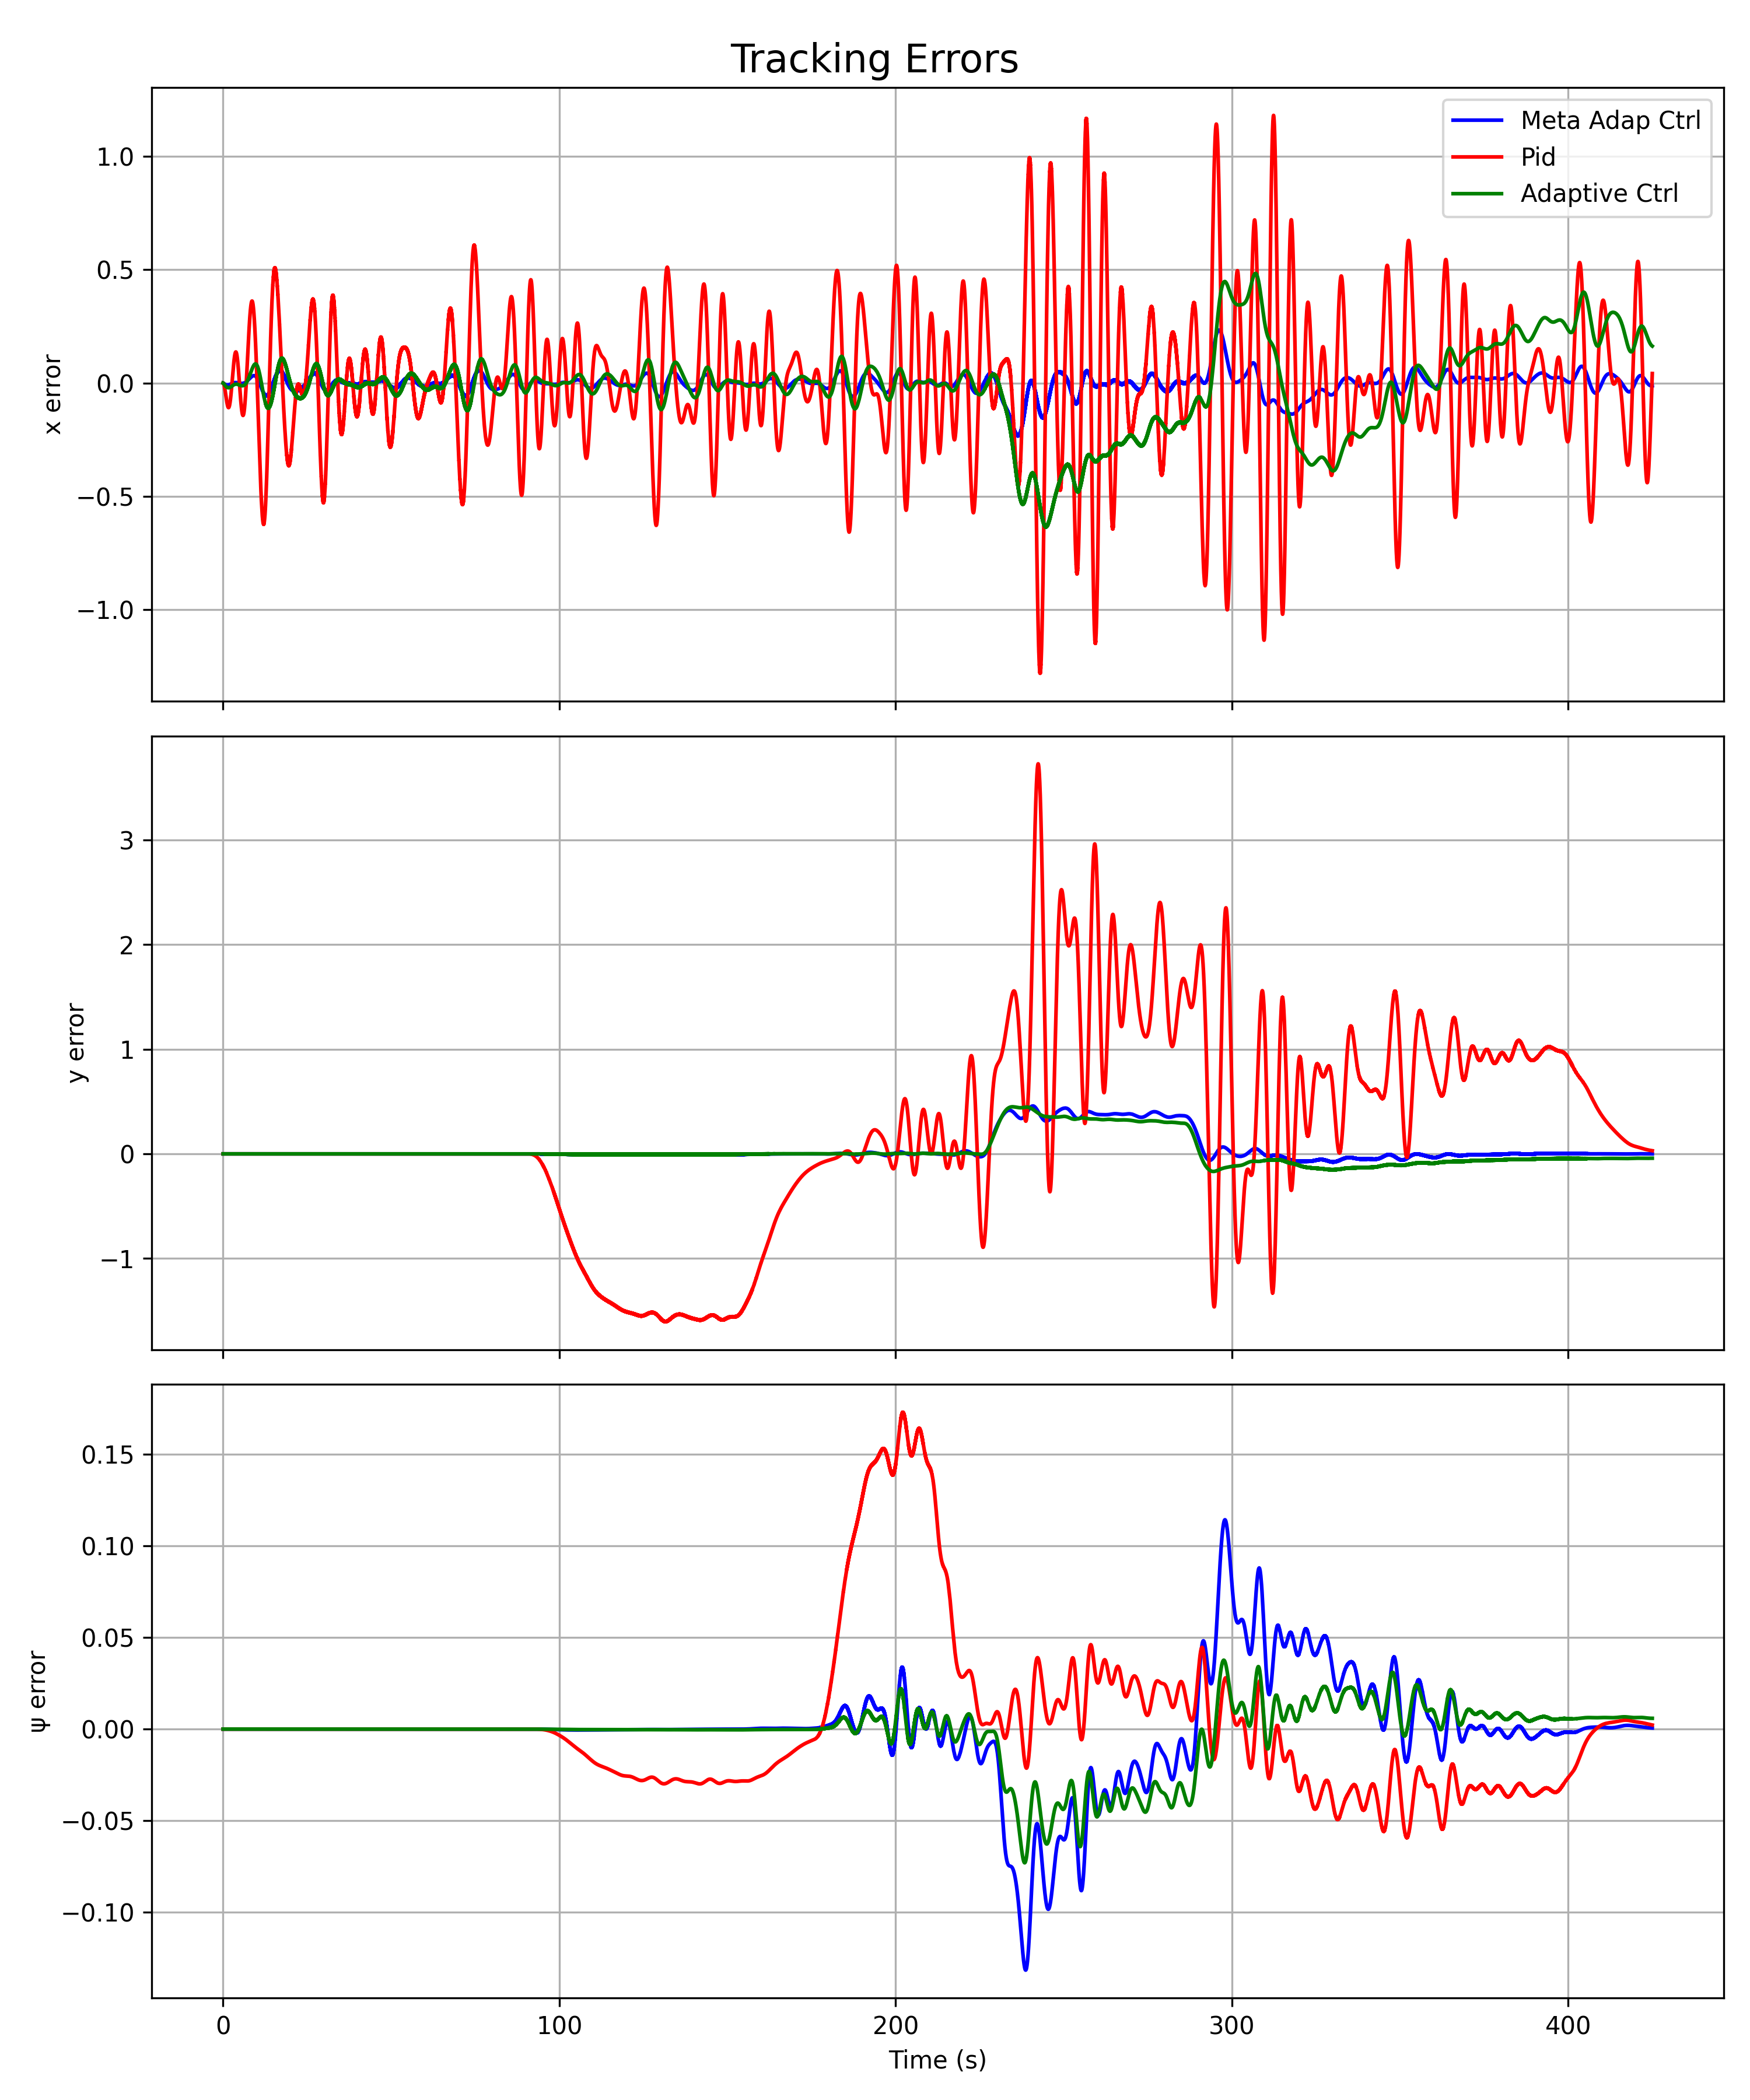 Tracking Errors
Meta Adap Ctrl
Pid
Adaptive Ctrl
1.0
0.5
0.0
−0.5
−1.0
x error
3
2
1
0
−1
y error
0.15
0.10
0.05
0.00
−0.05
−0.10
ψ error
0 100 200 300 400
Time (s)